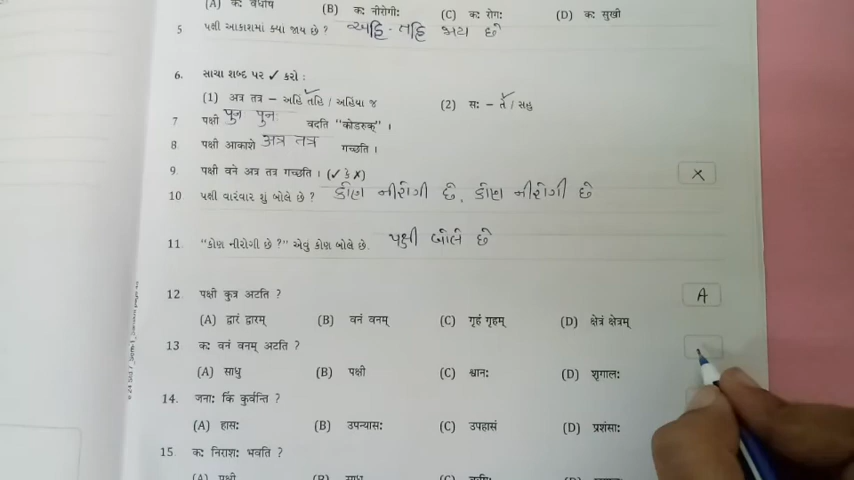 (A) कः वैद्यः (B) कः नीरोगीः (C) कः रोगः (D) कः सुखी
5 પક્ષી આકાશમાં ક્યાં જાય છે ? અહિં - તહિં જાય છે
6. સાચા શબ્દ પર ✓ કરો :
(1) अत्र तत्र – અહિં તહિં / અહિંયા જ (2) सः – તે / સહુ
7 પક્ષી પુનઃ પુનઃ वदति "कोडरुक्" ।
8. પક્ષી आकाशे अत्र तत्र गच्छति ।
9. પક્ષી वने अत्र तत्र गच्छति । (✓ કે ✗) ✗
10 પક્ષી વારંવાર શું બોલે છે ? કોણ નીરોગી છે, કોણ નીરોગી છે
11. "કોણ નીરોગી છે ?" એવું કોણ બોલે છે. પક્ષી બોલે છે
12. पक्षी कुत्र अटति ? A
(A) द्वारं द्वारम् (B) वनं वनम् (C) गृहं गृहम् (D) क्षेत्रं क्षेत्रम्
13 कः वनं वनम् अटति ?
(A) साधु (B) पक्षी (C) श्वानः (D) शृगालः
14. जनाः किं कुर्वन्ति ?
(A) हासः (B) उपन्यासः (C) उपहासं (D) प्रशंसाः
15. कः निराशः भवति ?
(A) पक्षी (B) साधु (C) (D)